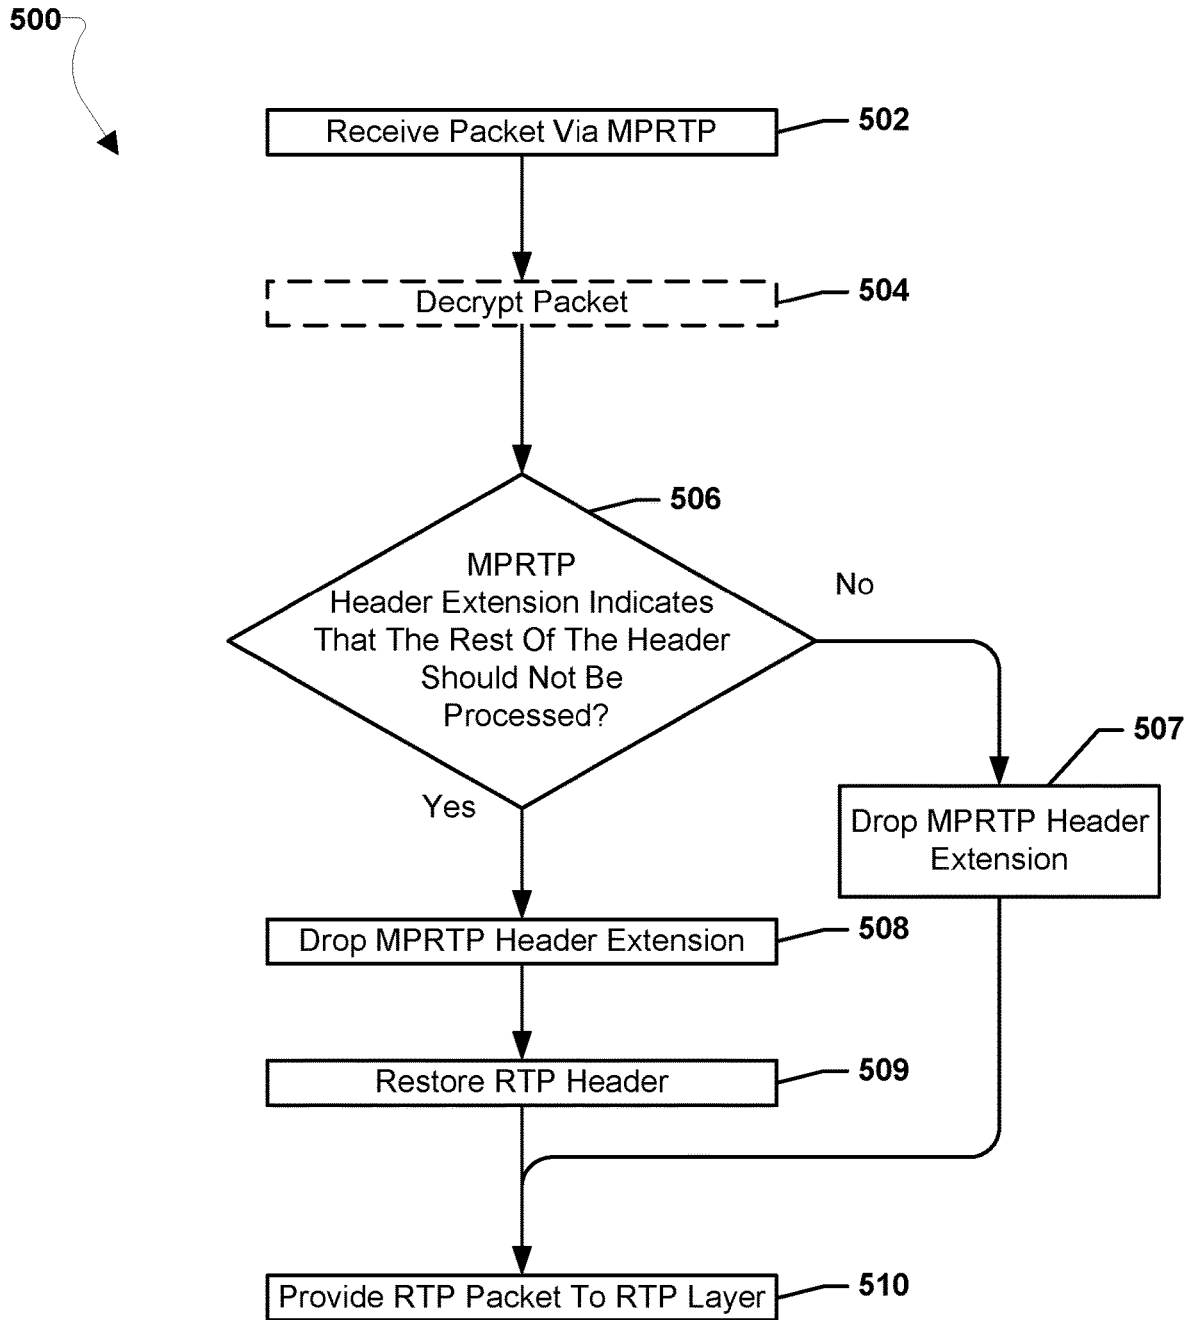 500
Receive Packet Via MPRTP
502
Decrypt Packet
504
506
MPRTP
Header Extension Indicates
That The Rest Of The Header
Should Not Be
Processed?
No
Yes
507
Drop MPRTP Header
Extension
Drop MPRTP Header Extension
508
Restore RTP Header
509
Provide RTP Packet To RTP Layer
510